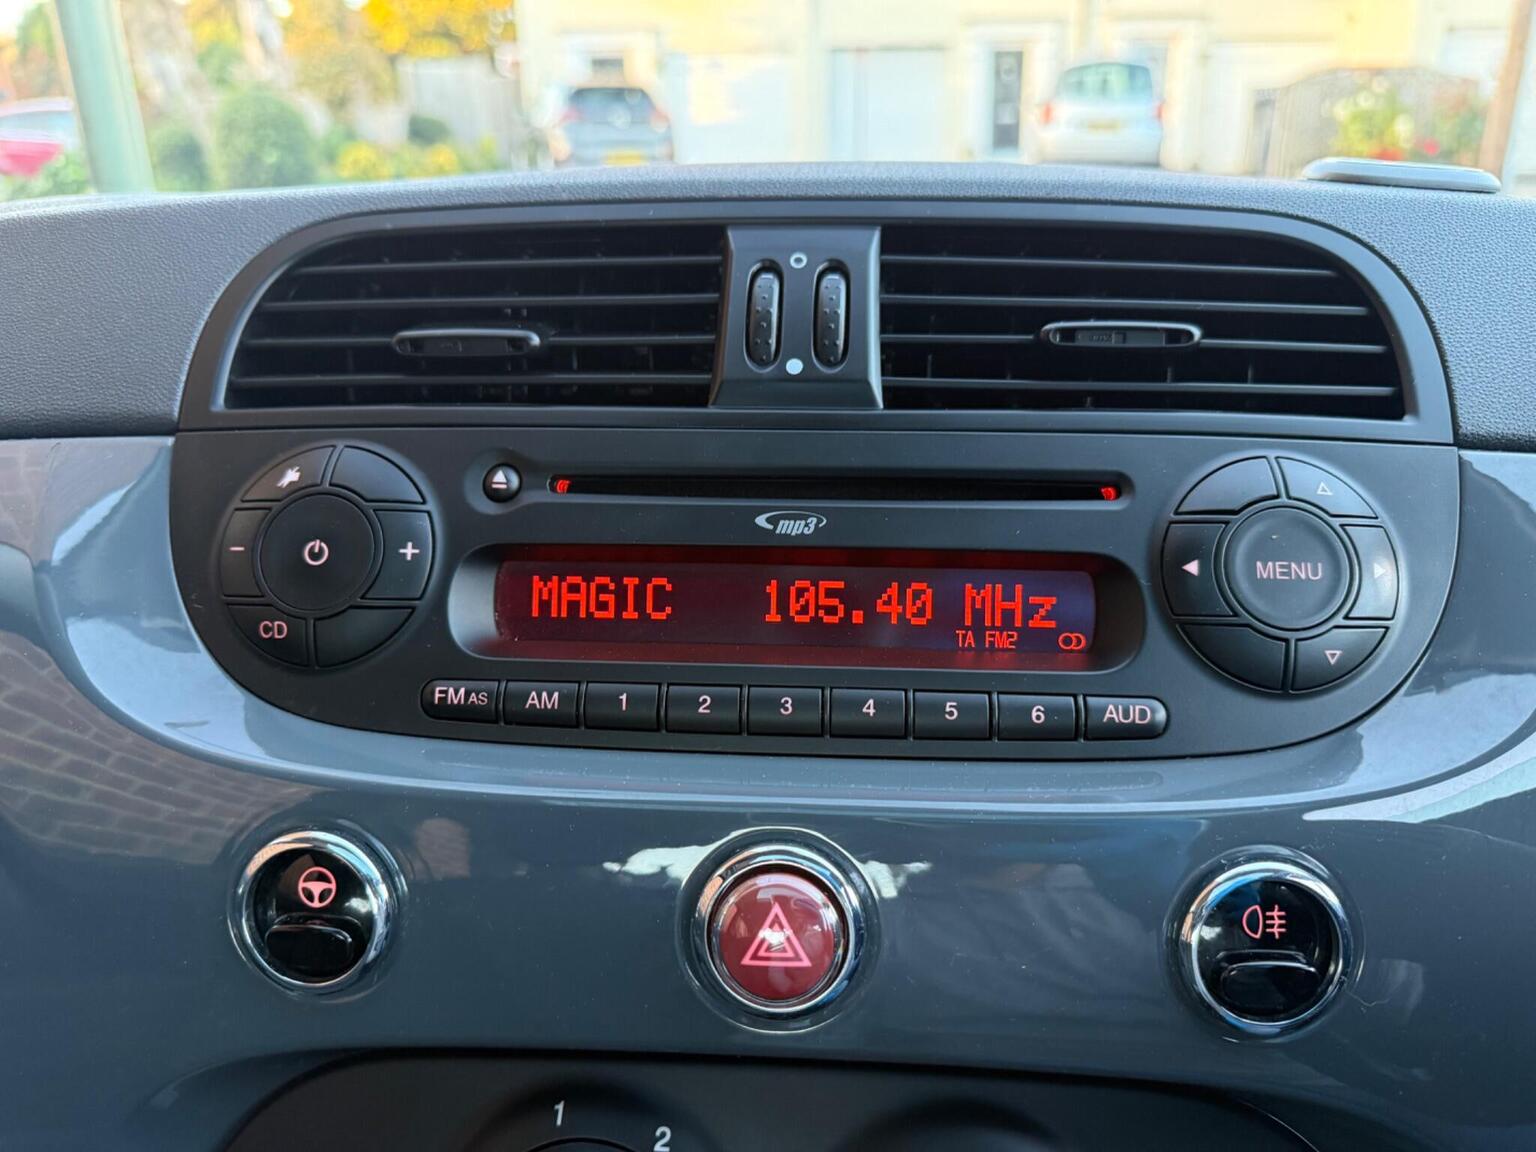 mp3
MAGIC 105.40 MHz
TA FM2
MENU
CD
FM AS AM 1 2 3 4 5 6 AUD
1
2